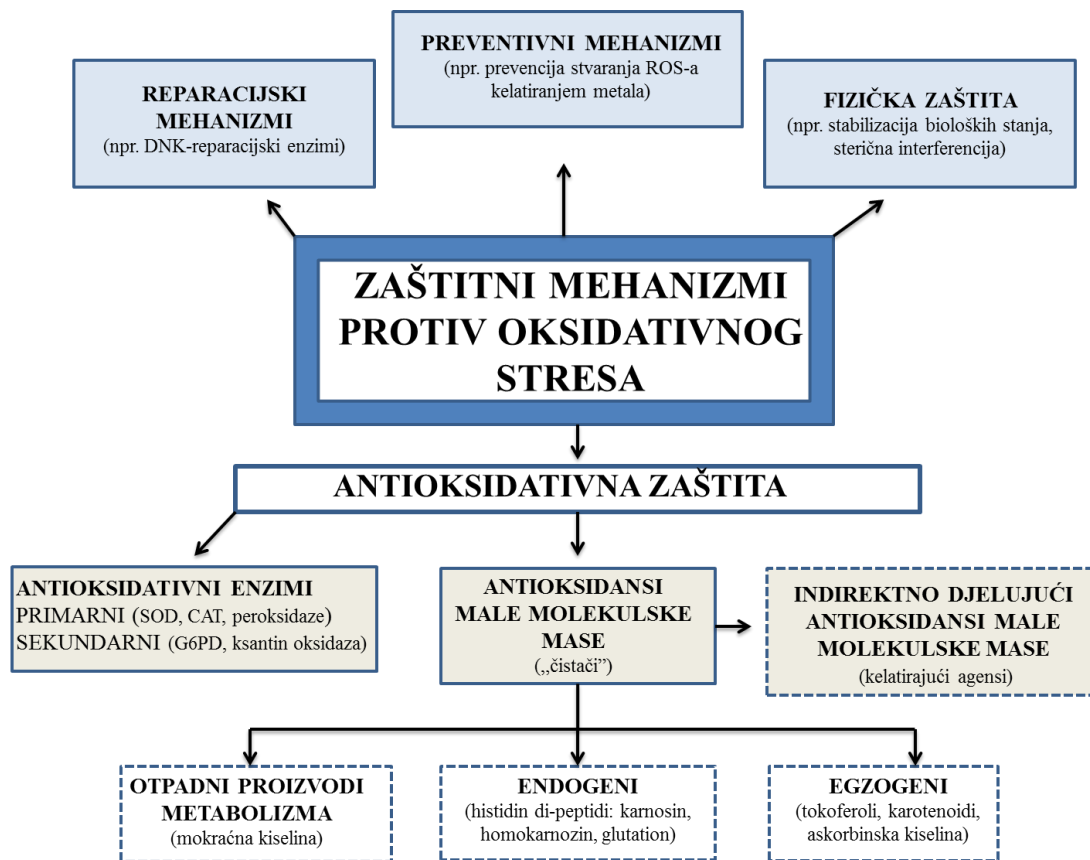 PREVENTIVNI MEHANIZMI
(npr. prevencija stvaranja ROS-a
kelatiranjem metala)
REPARACIJSKI
MEHANIZMI
(npr. DNK-reparacijski enzimi)
FIZIČKA ZAŠTITA
(npr. stabilizacija bioloških stanja,
sterična interferencija)
ZAŠTITNI MEHANIZMI
PROTIV OKSIDATIVNOG
STRESA
ANTIOKSIDATIVNA ZAŠTITA
ANTIOKSIDATIVNI ENZIMI
PRIMARNI (SOD, CAT, peroksidaze)
SEKUNDARNI (G6PD, ksantin oksidaza)
ANTIOKSIDANSI
MALE MOLEKULSKE
MASE
(„čistači”)
INDIREKTNO DJELUJUĆI
ANTIOKSIDANSI MALE
MOLEKULSKE MASE
(kelatirajući agensi)
OTPADNI PROIZVODI
METABOLIZMA
(mokraćna kiselina)
ENDOGENI
(histidin di-peptidi: karnosin,
homokarnozin, glutation)
EGZOGENI
(tokoferoli, karotenoidi,
askorbinska kiselina)